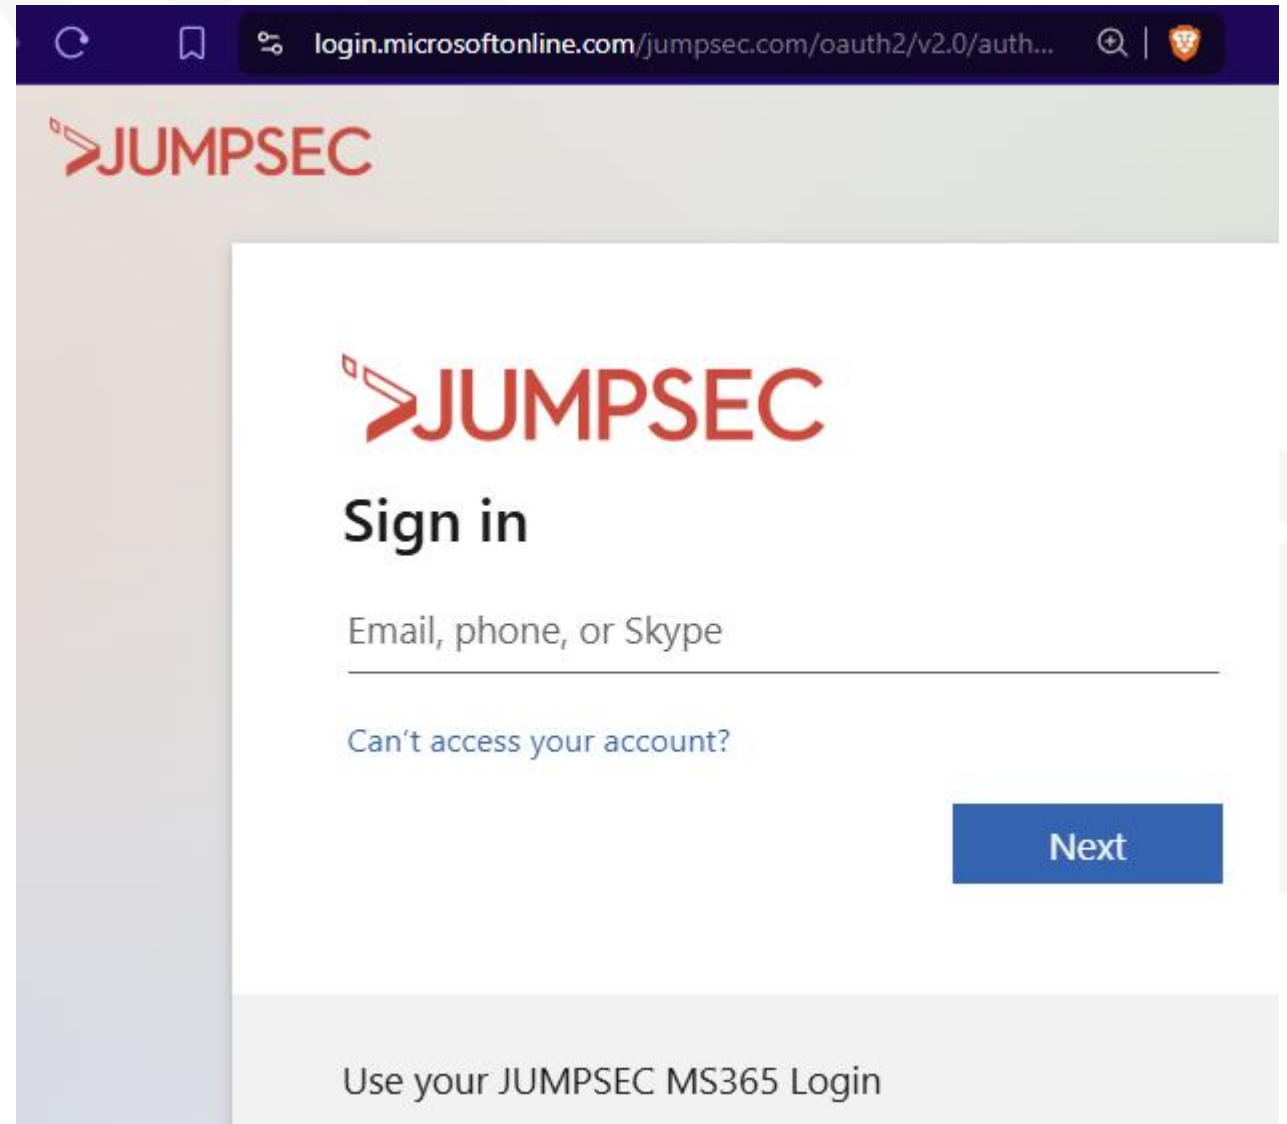 login.microsoftonline.com/jumpsec.com/oauth2/v2.0/auth...
JUMPSEC
JUMPSEC
Sign in
Email, phone, or Skype
Can't access your account?
Next
Use your JUMPSEC MS365 Login